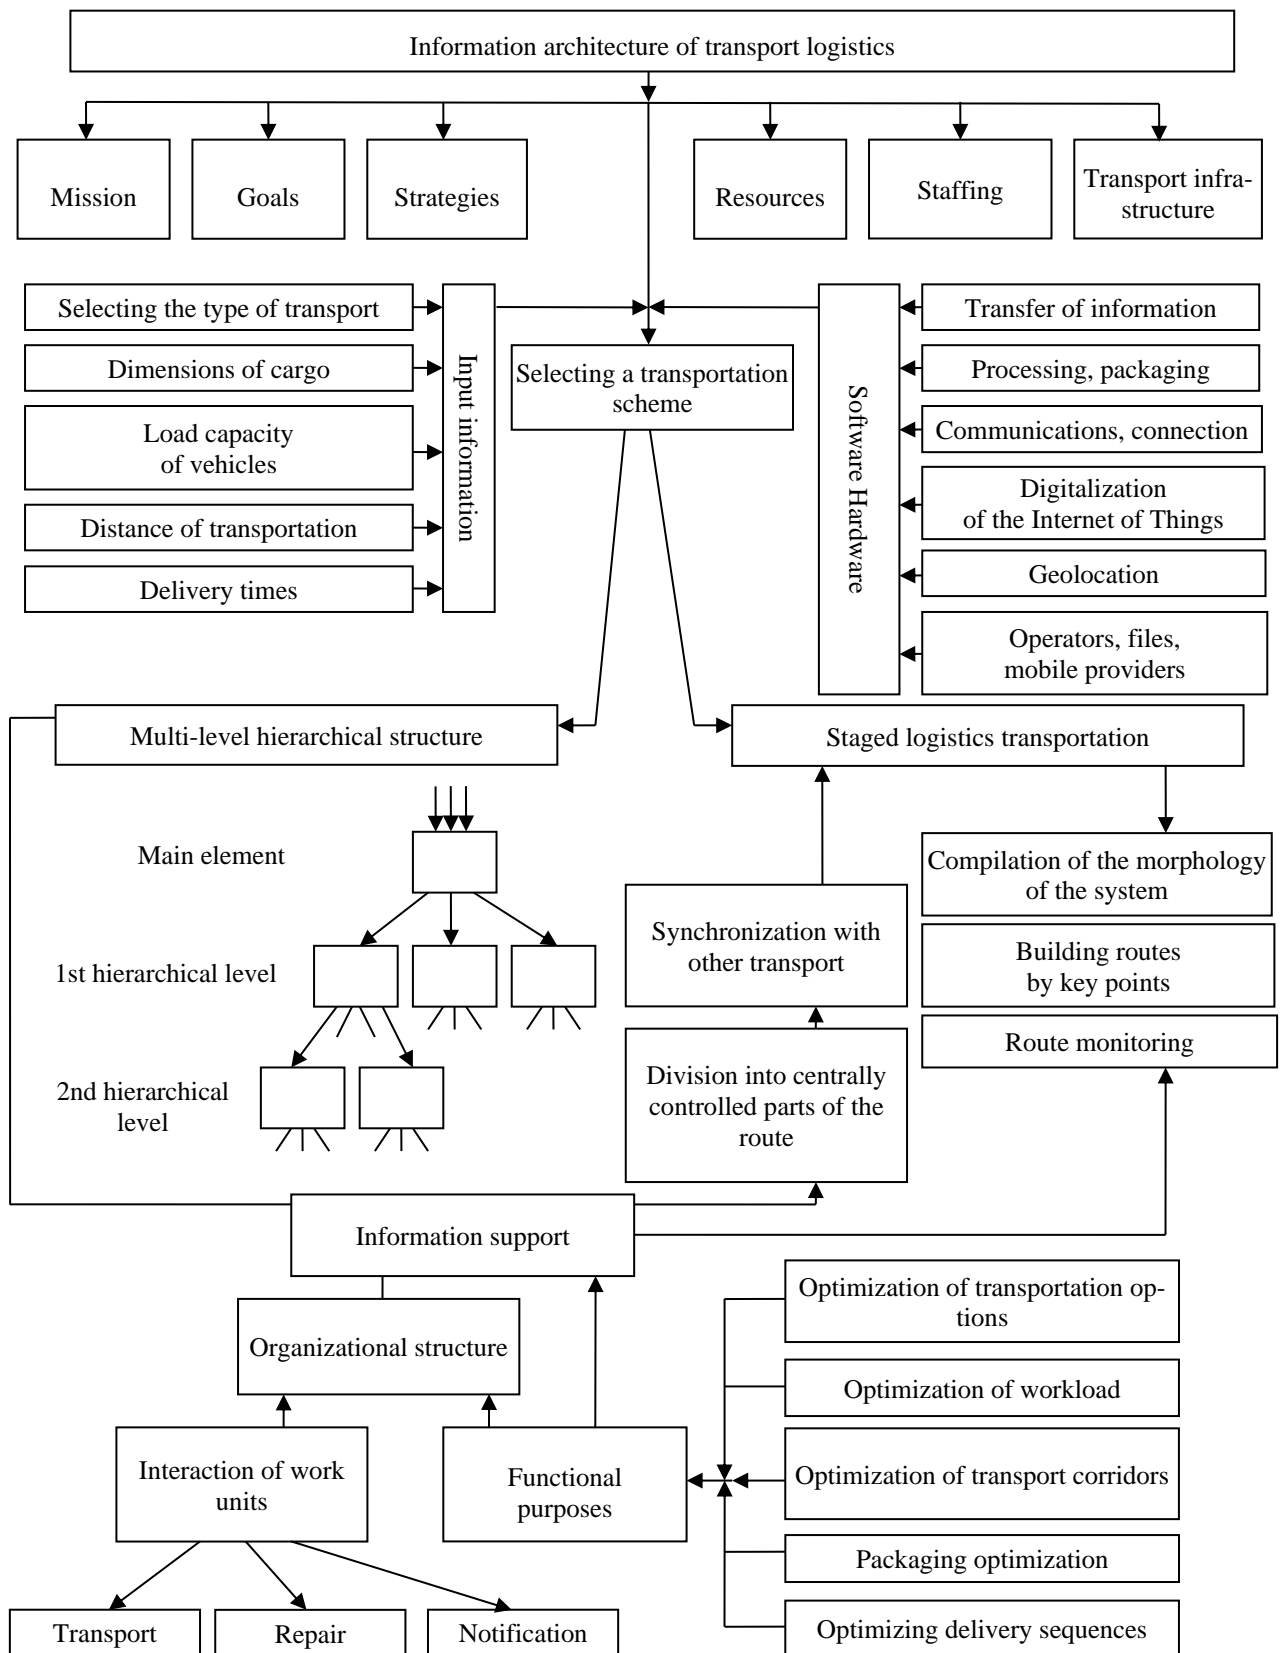 Information architecture of transport logistics
Mission
Goals
Strategies
Resources
Staffing
Transport infra-
structure
Selecting the type of transport
Dimensions of cargo
Load capacity
of vehicles
Distance of transportation
Delivery times
Input information
Selecting a transportation
scheme
Software Hardware
Transfer of information
Processing, packaging
Communications, connection
Digitalization
of the Internet of Things
Geolocation
Operators, files,
mobile providers
Multi-level hierarchical structure
Staged logistics transportation
Main element
1st hierarchical level
2nd hierarchical
level
Synchronization with
other transport
Division into centrally
controlled parts of the
route
Compilation of the morphology
of the system
Building routes
by key points
Route monitoring
Information support
Organizational structure
Interaction of work
units
Functional
purposes
Optimization of transportation op-
tions
Optimization of workload
Optimization of transport corridors
Packaging optimization
Optimizing delivery sequences
Transport
Repair
Notification